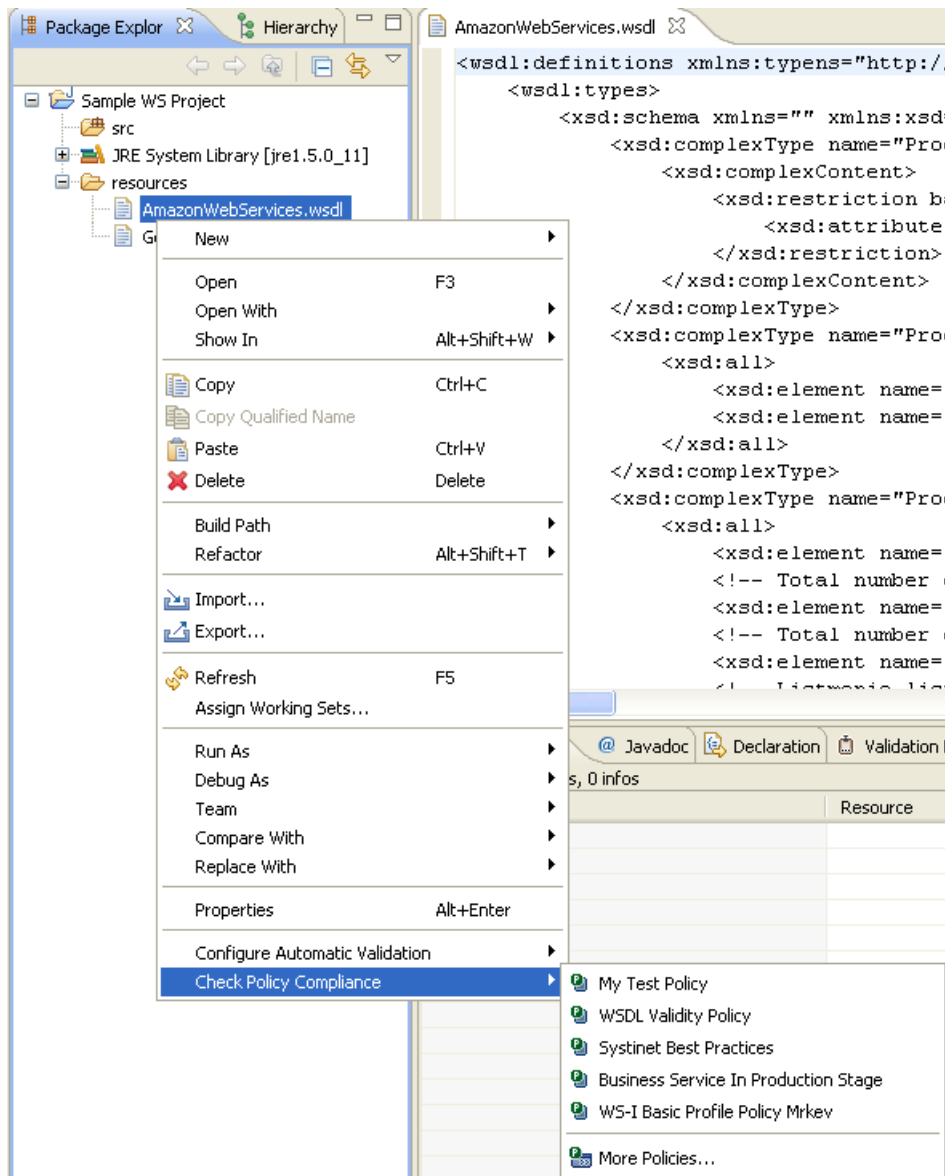 Package Explor
Hierarchy
AmazonWebServices.wsdl
Sample WS Project
src
JRE System Library [jre1.5.0_11]
resources
AmazonWebServices.wsdl
<wsdl:definitions xmlns:typens="http:/
<wsdl:types>
<xsd:schema xmlns="" xmlns:xsd
<xsd:complexType name="Pro
<xsd:complexContent>
<xsd:restriction b
<xsd:attribute
</xsd:restriction>
</xsd:complexContent>
</xsd:complexType>
<xsd:complexType name="Pro
<xsd:all>
<xsd:element name=
<xsd:element name=
</xsd:all>
</xsd:complexType>
<xsd:complexType name="Pro
<xsd:all>
<xsd:element name=
<!-- Total number
<xsd:element name=
<!-- Total number
<xsd:element name=
New
Open F3
Open With
Show In Alt+Shift+W
Copy Ctrl+C
Copy Qualified Name
Paste Ctrl+V
Delete Delete
Build Path
Refactor Alt+Shift+T
Import...
Export...
Refresh F5
Assign Working Sets...
Run As
Debug As
Team
Compare With
Replace With
Properties Alt+Enter
Configure Automatic Validation
Check Policy Compliance
@ Javadoc
Declaration
Validation
s, 0 infos
Resource
My Test Policy
WSDL Validity Policy
Systinet Best Practices
Business Service In Production Stage
WS-I Basic Profile Policy Mrkev
More Policies...